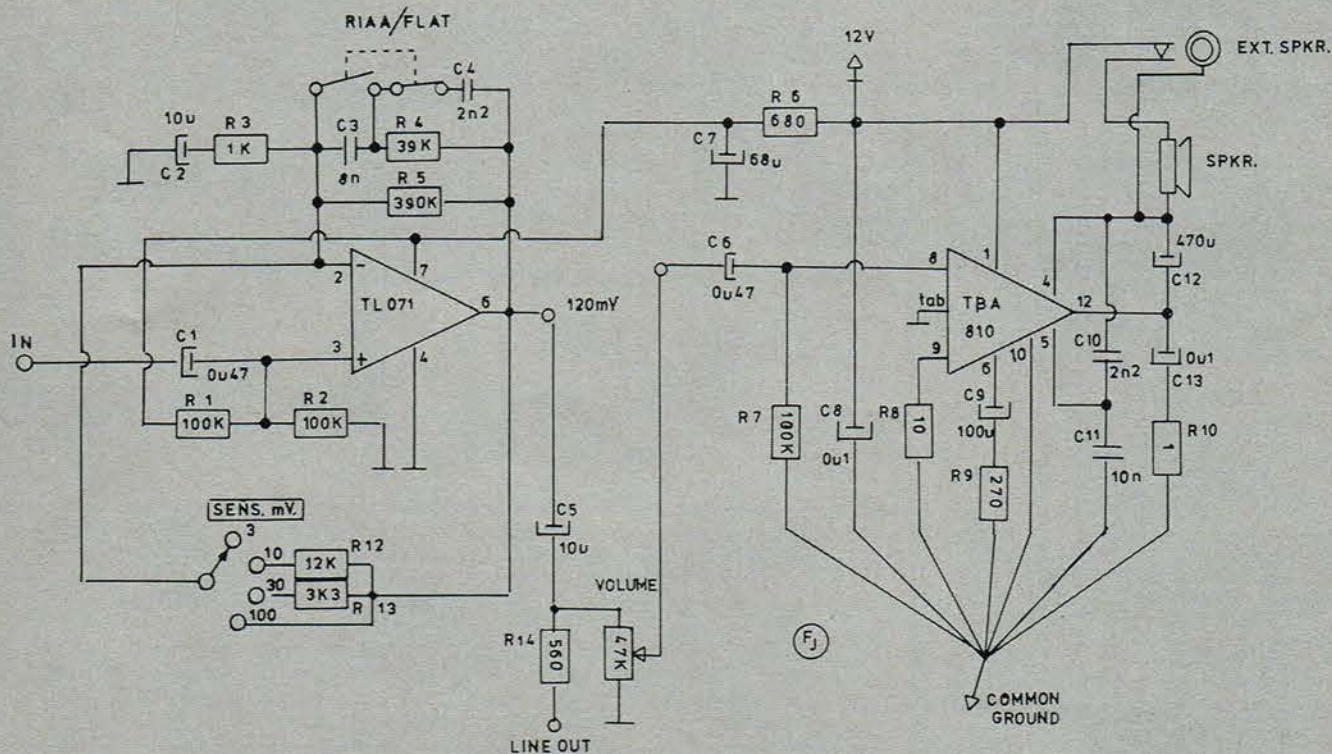 RIAA/FLAT
C4
2n2
10u
C2
R3
1K
C3
8n
R4
39K
R5
390K
12V
R6
680
C7
68u
EXT. SPKR.
SPKR.
IN
C1
0u47
R1
100K
R2
100K
2
-
3
+
TL071
7
4
6
120mV
C6
0u47
8
tab
9
TBA
810
1
4
12
5
10
6
470u
C12
C10
2n2
0u1
C13
C11
10n
R10
1
R7
100K
C8
0u1
R8
10
C9
100u
R9
270
SENS. mV.
3
10
30
100
12K
R12
3K3
R 13
C5
10u
VOLUME
R14
560
47K
LINE OUT
FJ
COMMON
GROUND